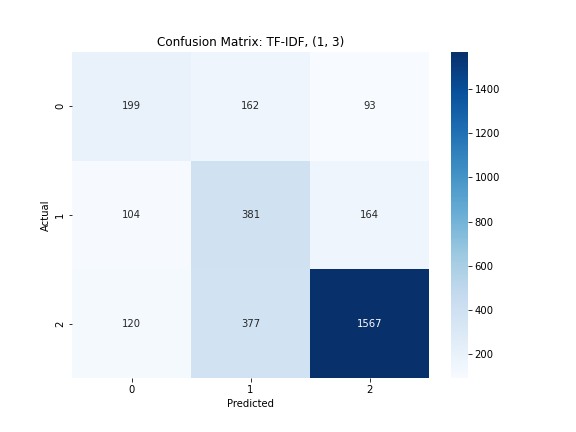 Confusion Matrix: TF-IDF, (1, 3)
0 199 162 93
Actual
1 104 381 164
2 120 377 1567
0 1 2
Predicted
1400
1200
1000
800
600
400
200